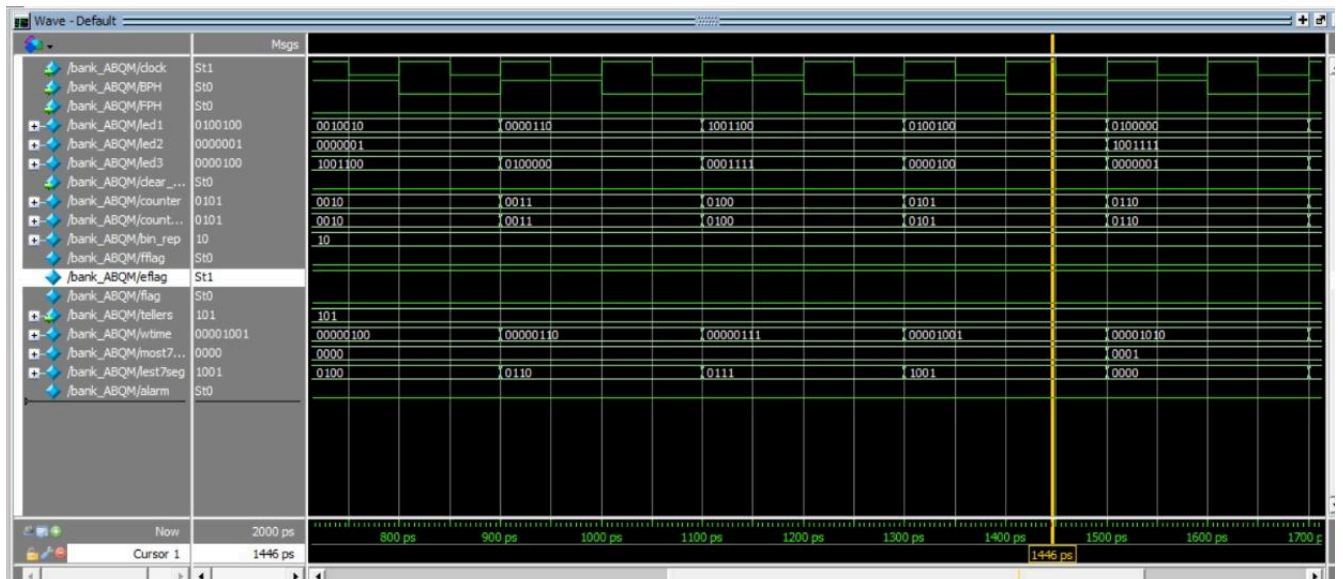 Wave - Default
Msgs
/bank_ABQM/clock St1
/bank_ABQM/BPH St0
/bank_ABQM/FPH St0
/bank_ABQM/led1 0100100 0010010 0000110 1001100 0100100 0100000
/bank_ABQM/led2 0000001 0000001 1001111
/bank_ABQM/led3 0000100 1001100 0100000 0001111 0000100 0000001
/bank_ABQM/clear_... St0
/bank_ABQM/counter 0101 0010 0011 0100 0101 0110
/bank_ABQM/count... 0101 0010 0011 0100 0101 0110
/bank_ABQM/bin_rep 10 10
/bank_ABQM/fflag St0
/bank_ABQM/eflag St1
/bank_ABQM/flag St0
/bank_ABQM/tellers 101 101
/bank_ABQM/wtime 00001001 00000100 00000110 00000111 00001001 00001010
/bank_ABQM/most7... 0000 0000 0001
/bank_ABQM/lest7seg 1001 0100 0110 0111 1001 0000
/bank_ABQM/alarm St0
Now 2000 ps 800 ps 900 ps 1000 ps 1100 ps 1200 ps 1300 ps 1400 ps 1500 ps 1600 ps 1700 p
Cursor 1 1446 ps 1446 ps